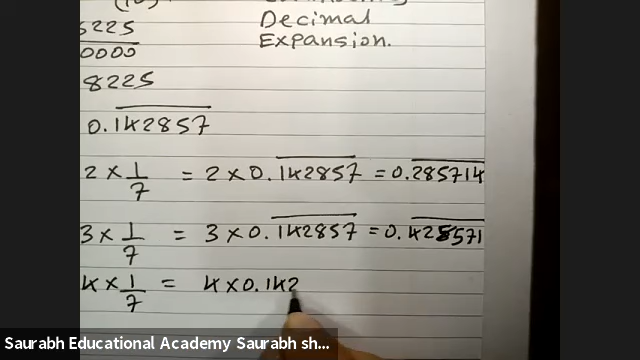 Decimal
5225
Expansion.
0000
8225
0.142857
2 × 1/7 = 2 × 0.142857 = 0.285714
3 × 1/7 = 3 × 0.142857 = 0.428571
4 × 1/7 = 4 × 0.142
Saurabh Educational Academy Saurabh sh...